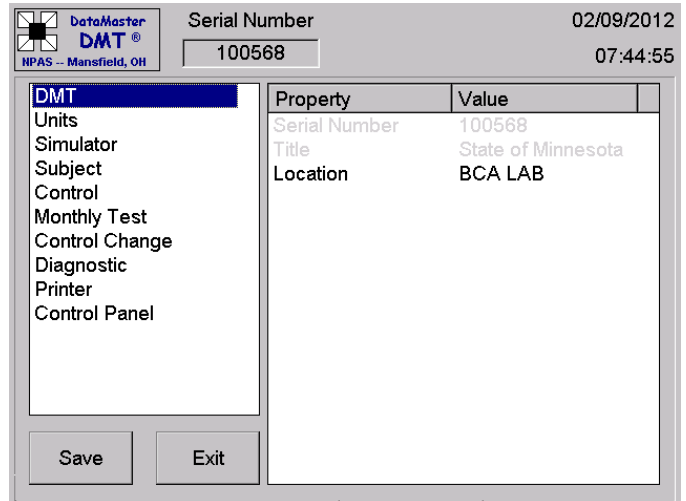 DataMaster
DMT ®
NPAS -- Mansfield, OH
Serial Number
100568
02/09/2012
07:44:55
DMT
Units
Simulator
Subject
Control
Monthly Test
Control Change
Diagnostic
Printer
Control Panel
Property Value
Serial Number 100568
Title State of Minnesota
Location BCA LAB
Save Exit